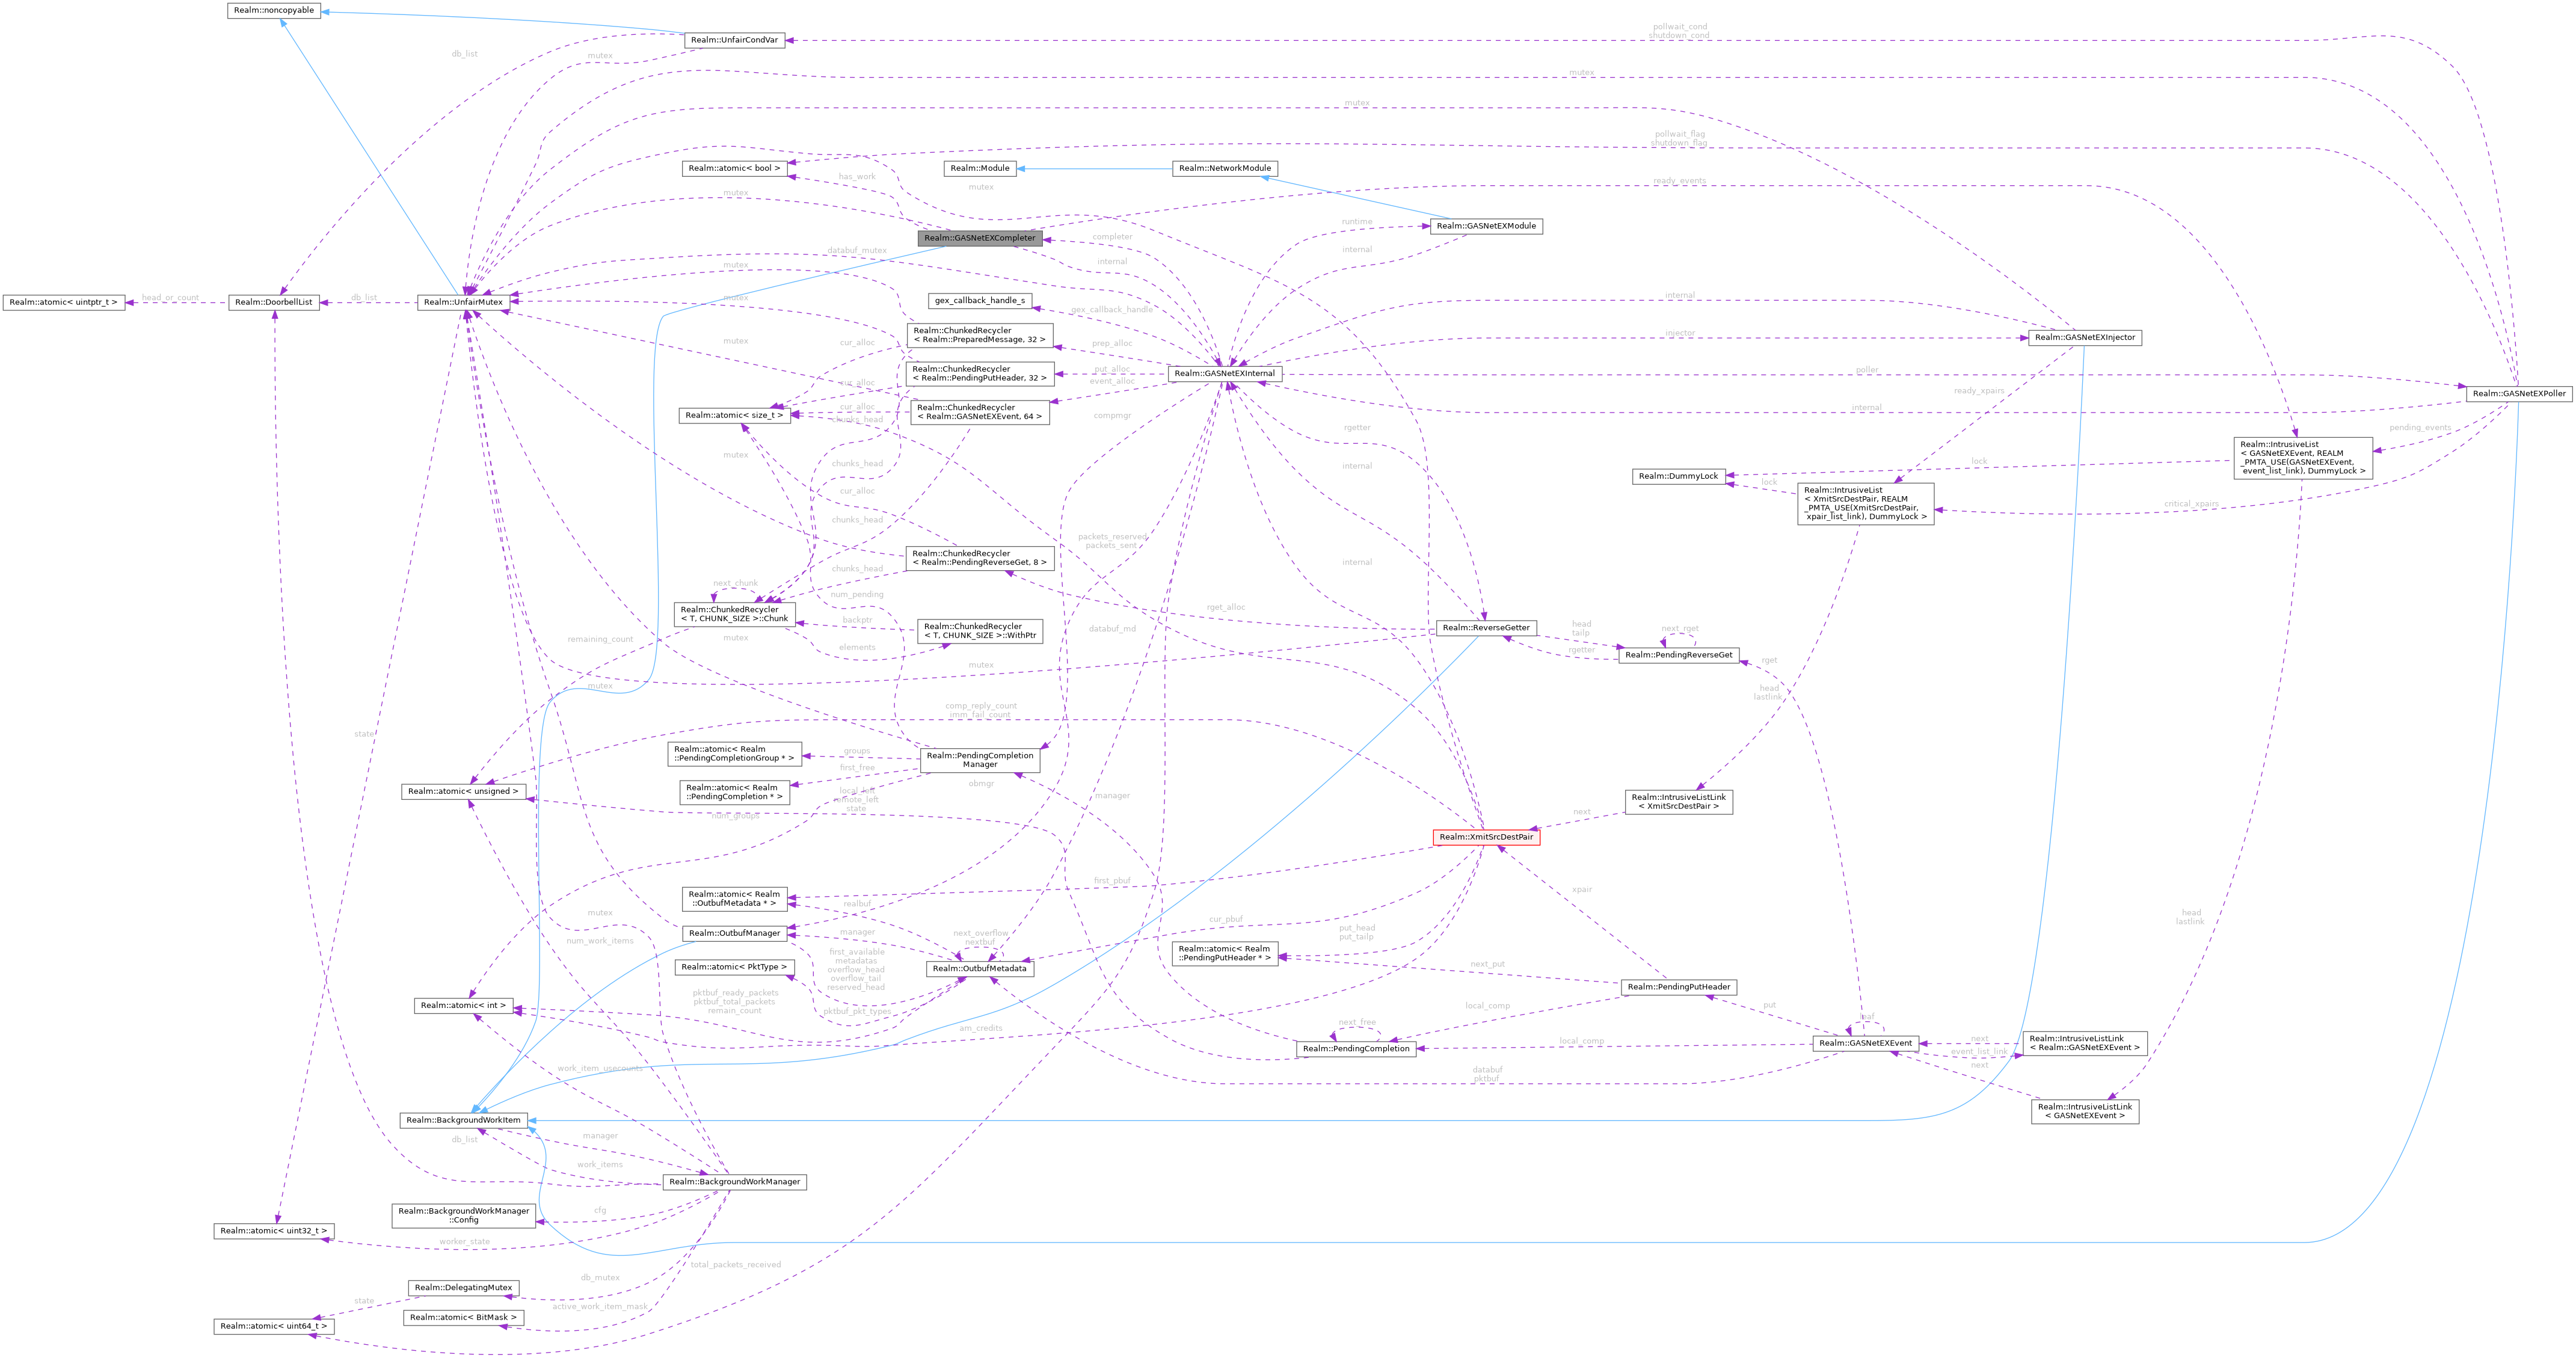 Realm::noncopyable
Realm::UnfairCondVar
pollwait_cond
shutdown_cond
db_list
mutex
mutex
mutex
pollwait_flag
shutdown_flag
Realm::atomic< bool >
Realm::Module
Realm::NetworkModule
has_work
mutex
ready_events
mutex
runtime
Realm::GASNetEXModule
Realm::GASNetEXCompleter
completer
databuf_mutex
internal
internal
mutex
Realm::atomic< uintptr_t >
head_or_count
Realm::DoorbellList
db_list
Realm::UnfairMutex
mutex
gex_callback_handle_s
gex_callback_handle
internal
Realm::ChunkedRecycler
< Realm::PreparedMessage, 32 >
prep_alloc
injector
Realm::GASNetEXInjector
mutex
cur_alloc
Realm::ChunkedRecycler
< Realm::PendingPutHeader, 32 >
put_alloc
Realm::GASNetEXInternal
poller
cur_alloc
event_alloc
ready_xpairs
Realm::GASNetEXPoller
Realm::ChunkedRecycler
< Realm::GASNetEXEvent, 64 >
cur_alloc
Realm::atomic< size_t >
chunks_head
compmgr
internal
rgetter
pending_events
Realm::IntrusiveList
< GASNetEXEvent, REALM
_PMTA_USE(GASNetEXEvent,
event_list_link), DummyLock >
mutex
chunks_head
internal
lock
Realm::DummyLock
lock
cur_alloc
Realm::IntrusiveList
< XmitSrcDestPair, REALM
_PMTA_USE(XmitSrcDestPair,
xpair_list_link), DummyLock >
critical_xpairs
chunks_head
packets_reserved
packets_sent
Realm::ChunkedRecycler
< Realm::PendingReverseGet, 8 >
chunks_head
internal
next_chunk
num_pending
rget_alloc
Realm::ChunkedRecycler
< T, CHUNK_SIZE >::Chunk
backptr
Realm::ChunkedRecycler
< T, CHUNK_SIZE >::WithPtr
databuf_md
Realm::ReverseGetter
head
tailp
next_rget
remaining_count
mutex
elements
rgetter
Realm::PendingReverseGet
rget
mutex
mutex
head
lastlink
comp_reply_count
imm_fail_count
state
Realm::atomic< Realm
::PendingCompletionGroup * >
groups
Realm::PendingCompletion
Manager
first_free
Realm::atomic< Realm
::PendingCompletion * >
obmgr
Realm::atomic< unsigned >
local_left
remote_left
state
manager
Realm::IntrusiveListLink
< XmitSrcDestPair >
num_groups
next
Realm::XmitSrcDestPair
first_pbuf
xpair
Realm::atomic< Realm
::OutbufMetadata * >
realbuf
mutex
cur_pbuf
head
lastlink
Realm::OutbufManager
manager
next_overflow
nextbuf
put_head
put_tailp
num_work_items
first_available
metadatas
overflow_head
overflow_tail
reserved_head
Realm::atomic< Realm
::PendingPutHeader * >
next_put
Realm::atomic< PktType >
Realm::OutbufMetadata
Realm::PendingPutHeader
pktbuf_ready_packets
pktbuf_total_packets
remain_count
pktbuf_pkt_types
local_comp
put
Realm::atomic< int >
am_credits
next_free
leaf
Realm::PendingCompletion
local_comp
Realm::GASNetEXEvent
next
event_list_link
Realm::IntrusiveListLink
< Realm::GASNetEXEvent >
next
work_item_usecounts
databuf
pktbuf
Realm::IntrusiveListLink
< GASNetEXEvent >
Realm::BackgroundWorkItem
db_list
manager
work_items
Realm::BackgroundWorkManager
Realm::BackgroundWorkManager
::Config
cfg
Realm::atomic< uint32_t >
worker_state
total_packets_received
db_mutex
Realm::DelegatingMutex
state
active_work_item_mask
Realm::atomic< BitMask >
Realm::atomic< uint64_t >